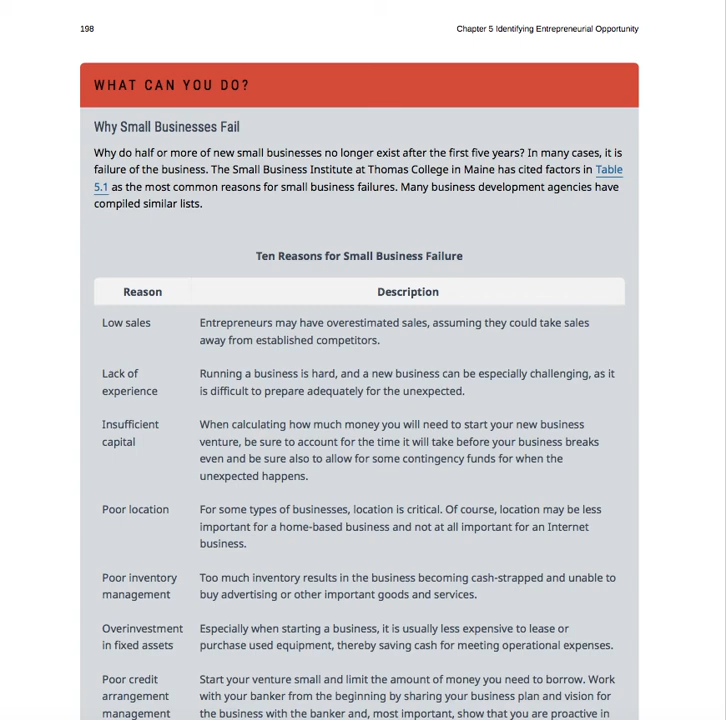 198
Chapter 5 Identifying Entrepreneurial Opportunity
WHAT CAN YOU DO?
Why Small Businesses Fail
Why do half or more of new small businesses no longer exist after the first five years? In many cases, it is
failure of the business. The Small Business Institute at Thomas College in Maine has cited factors in Table
5.1 as the most common reasons for small business failures. Many business development agencies have
compiled similar lists.
Ten Reasons for Small Business Failure
Reason
Description
Low sales
Entrepreneurs may have overestimated sales, assuming they could take sales
away from established competitors.
Lack of
experience
Running a business is hard, and a new business can be especially challenging, as it
is difficult to prepare adequately for the unexpected.
Insufficient
capital
When calculating how much money you will need to start your new business
venture, be sure to account for the time it will take before your business breaks
even and be sure also to allow for some contingency funds for when the
unexpected happens.
Poor location
For some types of businesses, location is critical. Of course, location may be less
important for a home-based business and not at all important for an Internet
business.
Poor inventory
management
Too much inventory results in the business becoming cash-strapped and unable to
buy advertising or other important goods and services.
Overinvestment
in fixed assets
Especially when starting a business, it is usually less expensive to lease or
purchase used equipment, thereby saving cash for meeting operational expenses.
Poor credit
arrangement
management
Start your venture small and limit the amount of money you need to borrow. Work
with your banker from the beginning by sharing your business plan and vision for
the business with the banker and, most important, show that you are proactive in